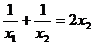 1/x₁ + 1/x₂ = 2x₂